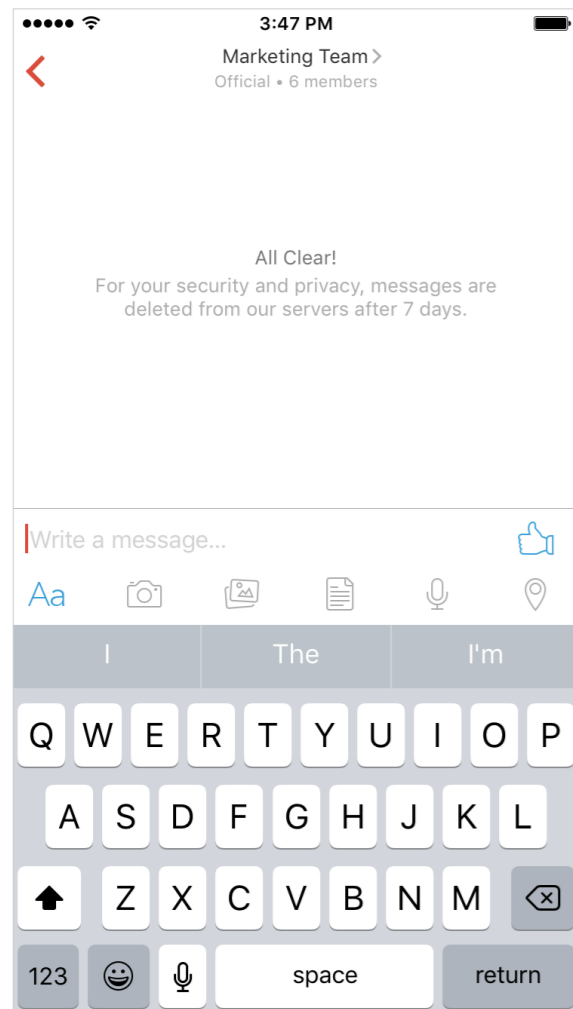 3:47 PM
Marketing Team
Official • 6 members
All Clear!
For your security and privacy, messages are
deleted from our servers after 7 days.
Write a message...
Aa
I The I'm
Q W E R T Y U I O P
A S D F G H J K L
Z X C V B N M
123 space return